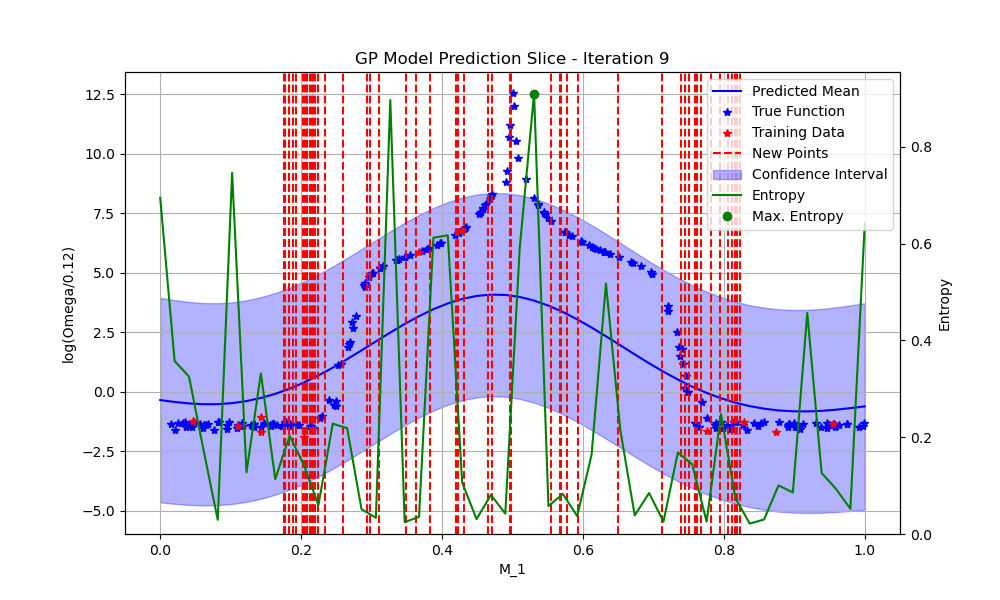 GP Model Prediction Slice - Iteration 9
Predicted Mean
True Function
Training Data
New Points
Confidence Interval
Entropy
Max. Entropy
log(Omega/0.12)
12.5
10.0
7.5
5.0
2.5
0.0
−2.5
−5.0
Entropy
0.8
0.6
0.4
0.2
0.0
0.0 0.2 0.4 0.6 0.8 1.0
M_1